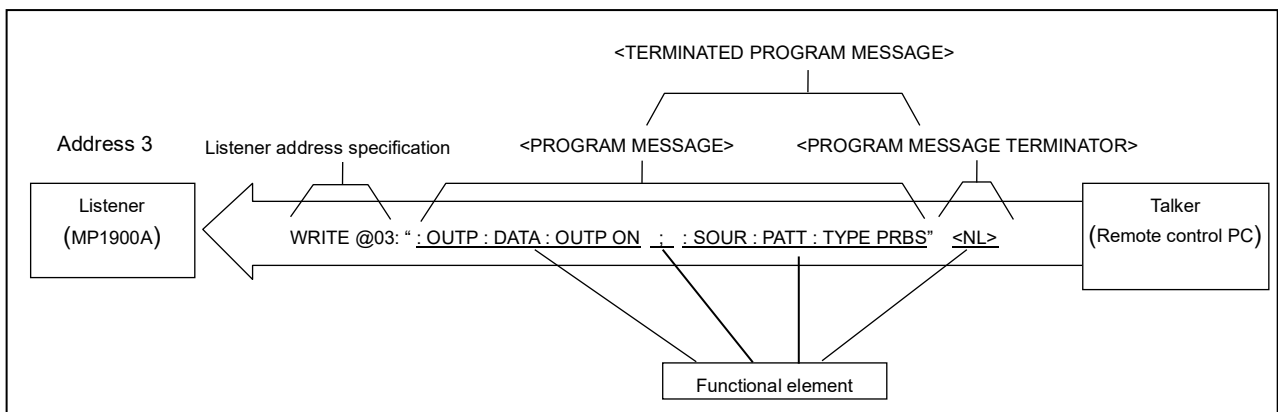 <TERMINATED PROGRAM MESSAGE>
Address 3
Listener address specification
<PROGRAM MESSAGE>
<PROGRAM MESSAGE TERMINATOR>
Listener
(MP1900A)
WRITE @03: “ : OUTP : DATA : OUTP ON ; : SOUR : PATT : TYPE PRBS” <NL>
Talker
(Remote control PC)
Functional element